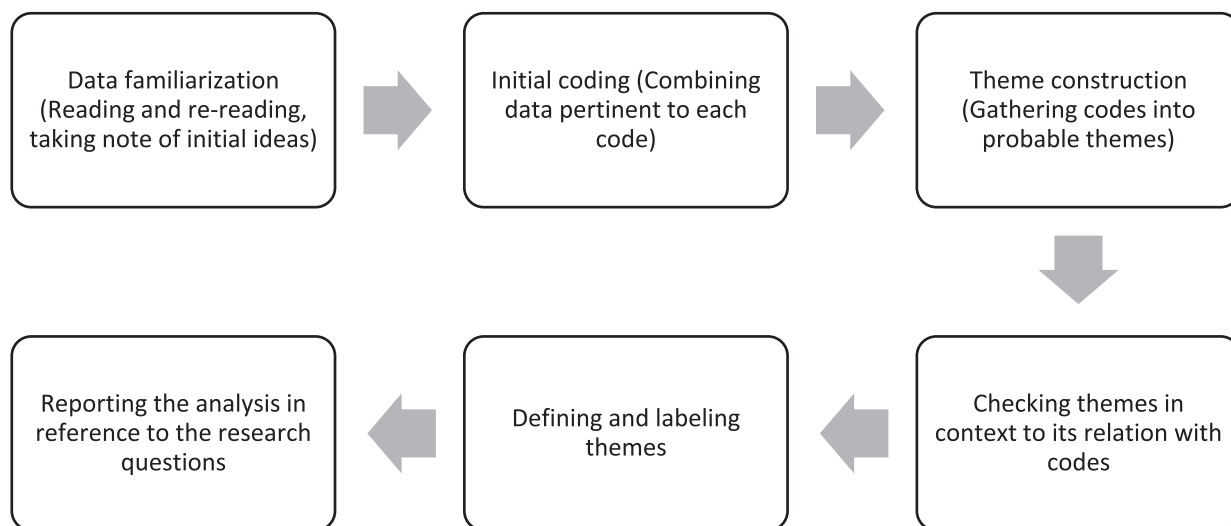 Data familiarization
(Reading and re-reading,
taking note of initial ideas)
Initial coding (Combining
data pertinent to each
code)
Theme construction
(Gathering codes into
probable themes)
Checking themes in
context to its relation with
codes
Defining and labeling
themes
Reporting the analysis in
reference to the research
questions